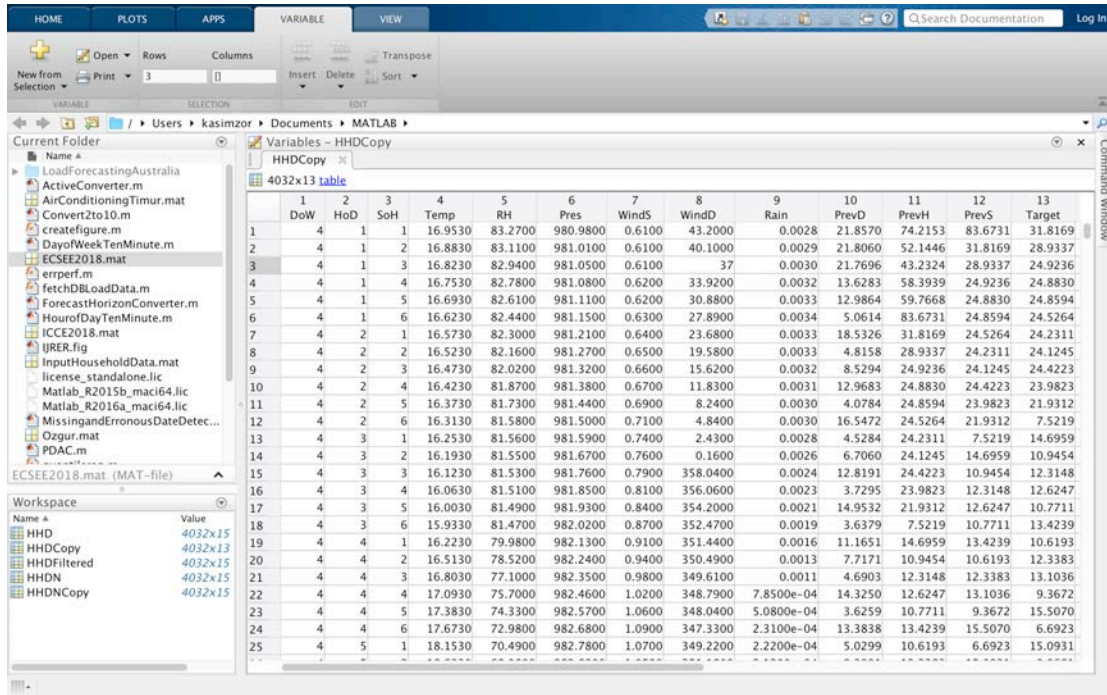 HOME PLOTS APPS VARIABLE VIEW Search Documentation Log In
New from Selection Open Print Rows 3 Columns [] Insert Delete Transpose Sort
VARIABLE SELECTION EDIT
/ Users kasimzor Documents MATLAB
Current Folder
Name
LoadForecastingAustralia
ActiveConverter.m
AirConditioningTimur.mat
Convert2to10.m
createfigure.m
DayofWeekTenMinute.m
ECSEE2018.mat
errperf.m
fetchDBLoadData.m
ForecastHorizonConverter.m
HourofDayTenMinute.m
ICCE2018.mat
IJRER.fig
InputHouseholdData.mat
license_standalone.lic
Matlab_R2015b_maci64.lic
Matlab_R2016a_maci64.lic
MissingandErronousDateDetec...
Ozgur.mat
PDAC.m
ECSEE2018.mat (MAT-file)
Workspace
Name Value
HHD 4032x15
HHDCopy 4032x13
HHDFiltered 4032x15
HHDN 4032x15
HHDNCopy 4032x15
Variables - HHDCopy
HHDCopy
4032x13 table
1 2 3 4 5 6 7 8 9 10 11 12 13
DoW HoD SoH Temp RH Pres WindS WindD Rain PrevD PrevH PrevS Target
1 4 1 1 16.9530 83.2700 980.9800 0.6100 43.2000 0.0028 21.8570 74.2153 83.6731 31.8169
2 4 1 2 16.8830 83.1100 981.0100 0.6100 40.1000 0.0029 21.8060 52.1446 31.8169 28.9337
3 4 1 3 16.8230 82.9400 981.0500 0.6100 37 0.0030 21.7696 43.2324 28.9337 24.9236
4 4 1 4 16.7530 82.7800 981.0800 0.6200 33.9200 0.0032 13.6283 58.3939 24.9236 24.8830
5 4 1 5 16.6930 82.6100 981.1100 0.6200 30.8800 0.0033 12.9864 59.7668 24.8830 24.8594
6 4 1 6 16.6230 82.4400 981.1500 0.6300 27.8900 0.0034 5.0614 83.6731 24.8594 24.5264
7 4 2 1 16.5730 82.3000 981.2100 0.6400 23.6800 0.0033 18.5326 31.8169 24.5264 24.2311
8 4 2 2 16.5230 82.1600 981.2700 0.6500 19.5800 0.0033 4.8158 28.9337 24.2311 24.1245
9 4 2 3 16.4730 82.0200 981.3200 0.6600 15.6200 0.0032 8.5294 24.9236 24.1245 24.4223
10 4 2 4 16.4230 81.8700 981.3800 0.6700 11.8300 0.0031 12.9683 24.8830 24.4223 23.9823
11 4 2 5 16.3730 81.7300 981.4400 0.6900 8.2400 0.0030 4.0784 24.8594 23.9823 21.9312
12 4 2 6 16.3130 81.5800 981.5000 0.7100 4.8400 0.0030 16.5472 24.5264 21.9312 7.5219
13 4 3 1 16.2530 81.5600 981.5900 0.7400 2.4300 0.0028 4.5284 24.2311 7.5219 14.6959
14 4 3 2 16.1930 81.5500 981.6700 0.7600 0.1600 0.0026 6.7060 24.1245 14.6959 10.9454
15 4 3 3 16.1230 81.5300 981.7600 0.7900 358.0400 0.0024 12.8191 24.4223 10.9454 12.3148
16 4 3 4 16.0630 81.5100 981.8500 0.8100 356.0600 0.0023 3.7295 23.9823 12.3148 12.6247
17 4 3 5 16.0030 81.4900 981.9300 0.8400 354.2000 0.0021 14.9532 21.9312 12.6247 10.7711
18 4 3 6 15.9330 81.4700 982.0200 0.8700 352.4700 0.0019 3.6379 7.5219 10.7711 13.4239
19 4 4 1 16.2230 79.9800 982.1300 0.9100 351.4400 0.0016 11.1651 14.6959 13.4239 10.6193
20 4 4 2 16.5130 78.5200 982.2400 0.9400 350.4900 0.0013 7.7171 10.9454 10.6193 12.3383
21 4 4 3 16.8030 77.1000 982.3500 0.9800 349.6100 0.0011 4.6903 12.3148 12.3383 13.1036
22 4 4 4 17.0930 75.7000 982.4600 1.0200 348.7900 7.8500e-04 14.3250 12.6247 13.1036 9.3672
23 4 4 5 17.3830 74.3300 982.5700 1.0600 348.0400 5.0800e-04 3.6259 10.7711 9.3672 15.5070
24 4 4 6 17.6730 72.9800 982.6800 1.0900 347.3300 2.3100e-04 13.3838 13.4239 15.5070 6.6923
25 4 5 1 18.1530 70.4900 982.7800 1.0700 349.2200 2.2200e-04 5.0299 10.6193 6.6923 15.0931
Command Window